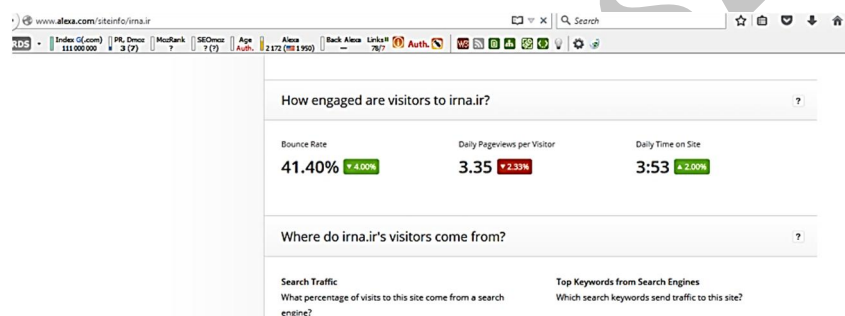 www.alexa.com/siteinfo/irna.ir
Search
RDS Index G(.com) PR, Dmoz MozRank SEOmoz Age Alexa Back Alexa Links Auth.
111 000 000 3 (7) ? ? (?) Auth. 2 172 (1 950) — 78/?
How engaged are visitors to irna.ir? ?
Bounce Rate Daily Pageviews per Visitor Daily Time on Site
41.40% ▼ 4.00% 3.35 ▼ 2.33% 3:53 ▲ 2.00%
Where do irna.ir's visitors come from? ?
Search Traffic Top Keywords from Search Engines
What percentage of visits to this site come from a search Which search keywords send traffic to this site?
engine?